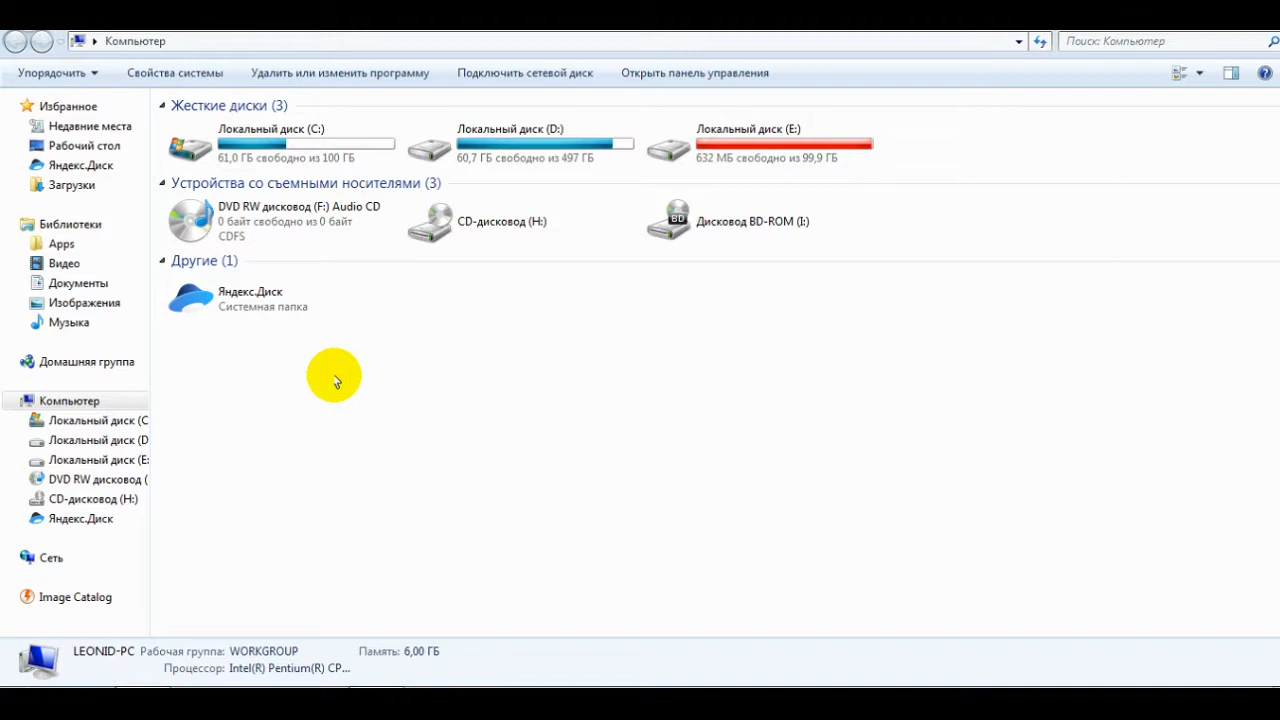 Компьютер
Поиск: Компьютер
Упорядочить
Свойства системы
Удалить или изменить программу
Подключить сетевой диск
Открыть панель управления
Избранное
Недавние места
Рабочий стол
Яндекс.Диск
Загрузки
Библиотеки
Apps
Видео
Документы
Изображения
Музыка
Домашняя группа
Компьютер
Локальный диск (C
Локальный диск (D
Локальный диск (E:
DVD RW дисковод (
CD-дисковод (H:)
Яндекс.Диск
Сеть
Image Catalog
Жесткие диски (3)
Локальный диск (C:)
61,0 ГБ свободно из 100 ГБ
Локальный диск (D:)
60,7 ГБ свободно из 497 ГБ
Локальный диск (E:)
632 МБ свободно из 99,9 ГБ
Устройства со съемными носителями (3)
DVD RW дисковод (F:) Audio CD
0 байт свободно из 0 байт
CDFS
CD-дисковод (H:)
BD
Дисковод BD-ROM (I:)
Другие (1)
Яндекс.Диск
Системная папка
LEONID-PC Рабочая группа: WORKGROUP Память: 6,00 ГБ
Процессор: Intel(R) Pentium(R) CP...